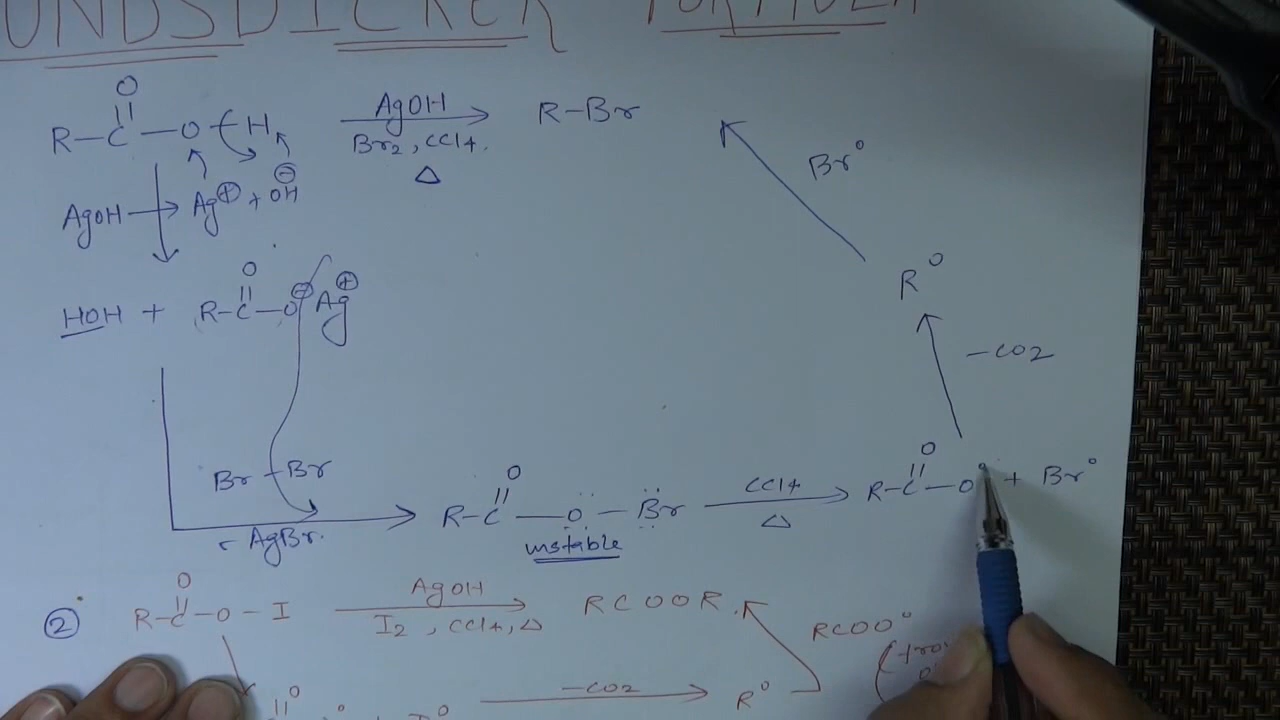 UNDSDICKER FORMULA
O
R-C-O-H AgOH R-Br
Br2, CCl4.
Δ
Br°
AgOH → Ag⊕ + OH⊖
R°
-CO2
O
HOH + R-C-O⊖ Ag⊕
Br-Br
- AgBr.
O
R-C-O-Br CCl4
Δ
unstable
O
R-C-O° + Br°
② O
R-C-O-I AgOH RCOOR.
I2, CCl4, Δ
RCOO°
-CO2 R°
O